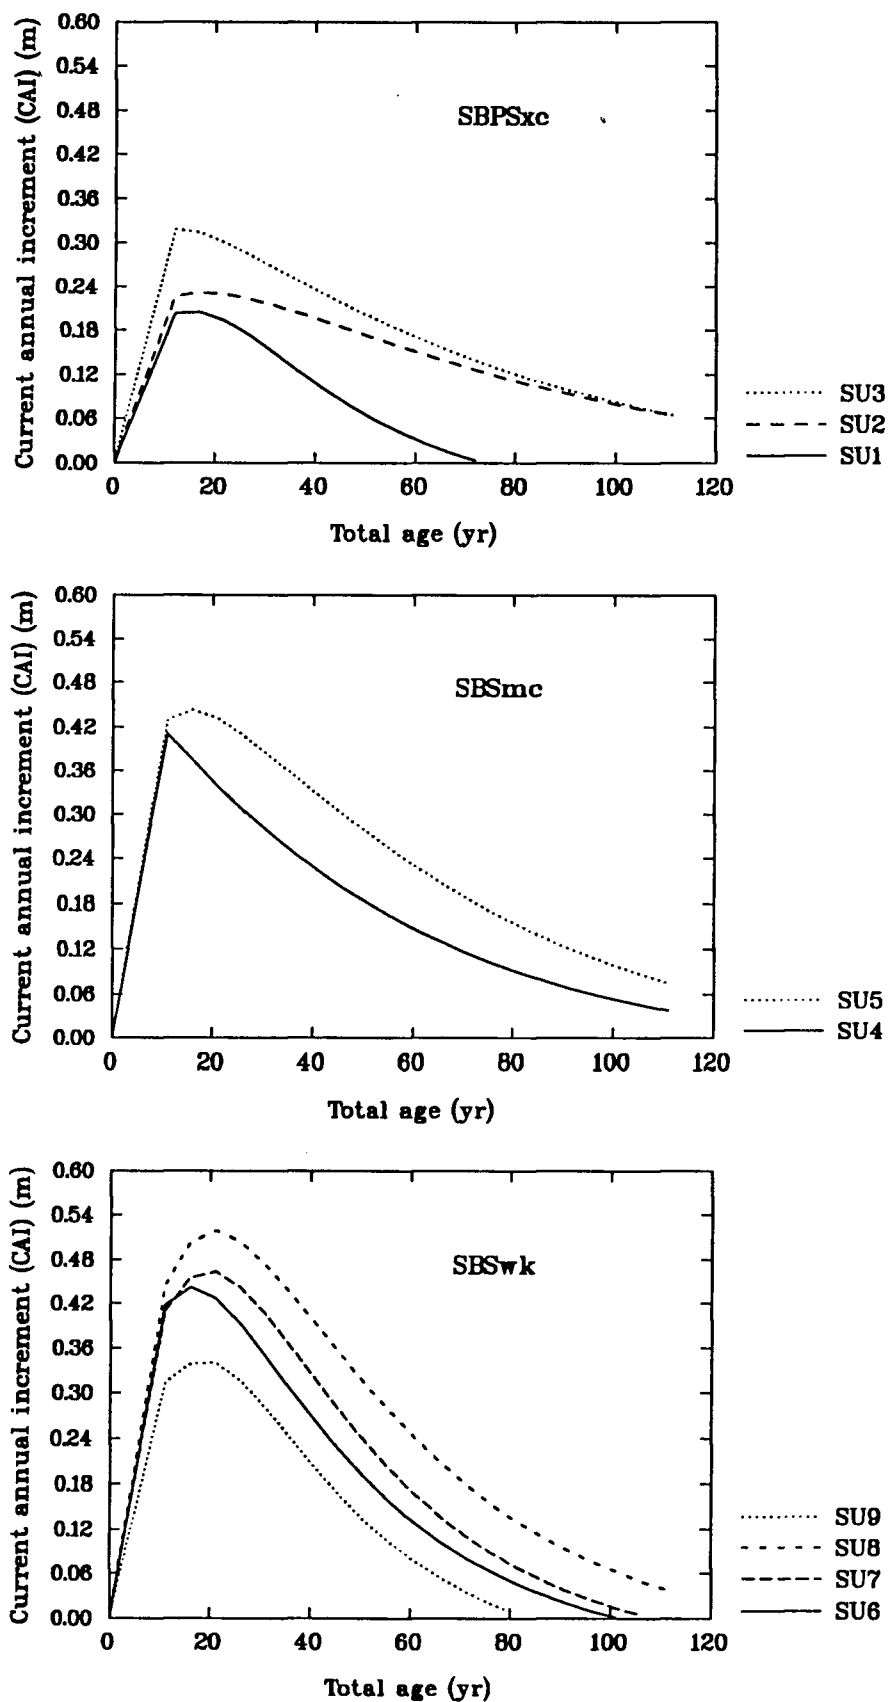 Current annual increment (CAI) (m)
0.60
0.54
0.48
0.42
0.36
0.30
0.24
0.18
0.12
0.06
0.00
SBPSxc
0 20 40 60 80 100 120
Total age (yr)
SU3
SU2
SU1
Current annual increment (CAI) (m)
0.60
0.54
0.48
0.42
0.36
0.30
0.24
0.18
0.12
0.06
0.00
SBSmc
0 20 40 60 80 100 120
Total age (yr)
SU5
SU4
Current annual increment (CAI) (m)
0.60
0.54
0.48
0.42
0.36
0.30
0.24
0.18
0.12
0.06
0.00
SBSwk
0 20 40 60 80 100 120
Total age (yr)
SU9
SU8
SU7
SU6